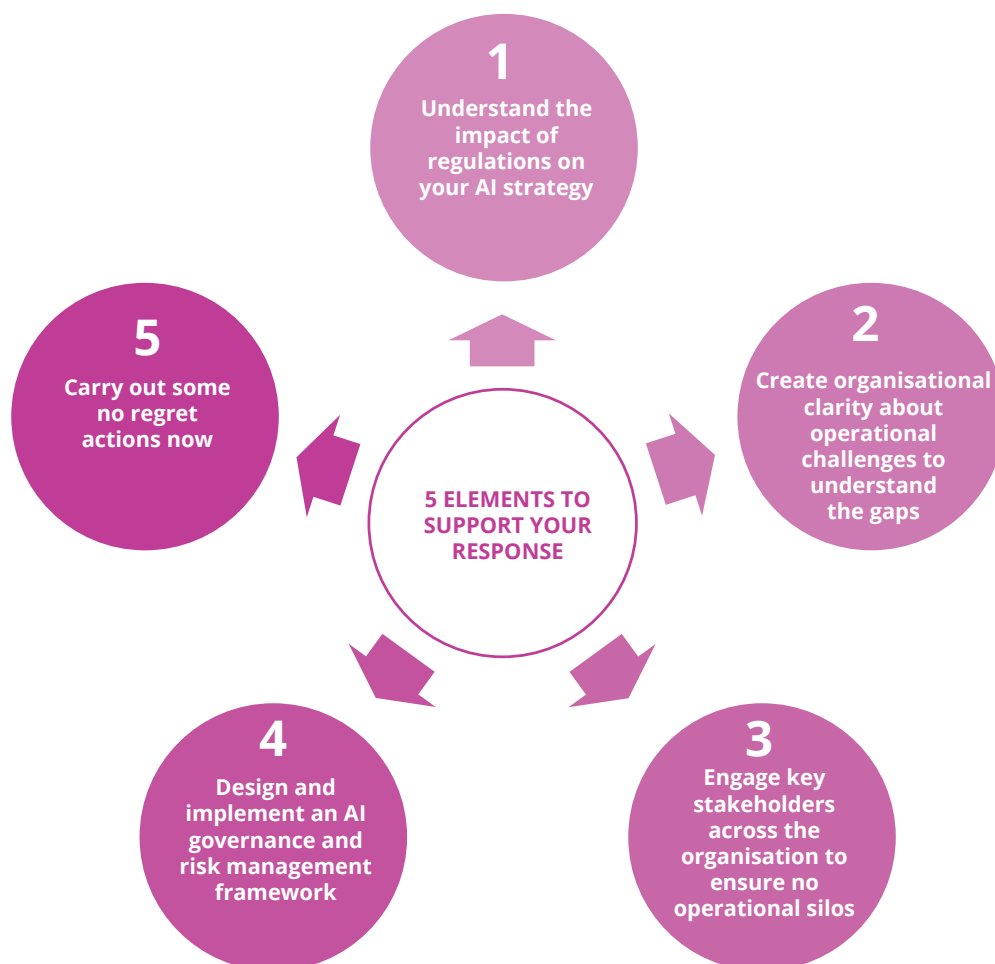 1
Understand the
impact of
regulations on
your AI strategy
2
Create organisational
clarity about
operational
challenges to
understand
the gaps
3
Engage key
stakeholders
across the
organisation to
ensure no
operational silos
4
Design and
implement an AI
governance and
risk management
framework
5
Carry out some
no regret
actions now
5 ELEMENTS TO
SUPPORT YOUR
RESPONSE